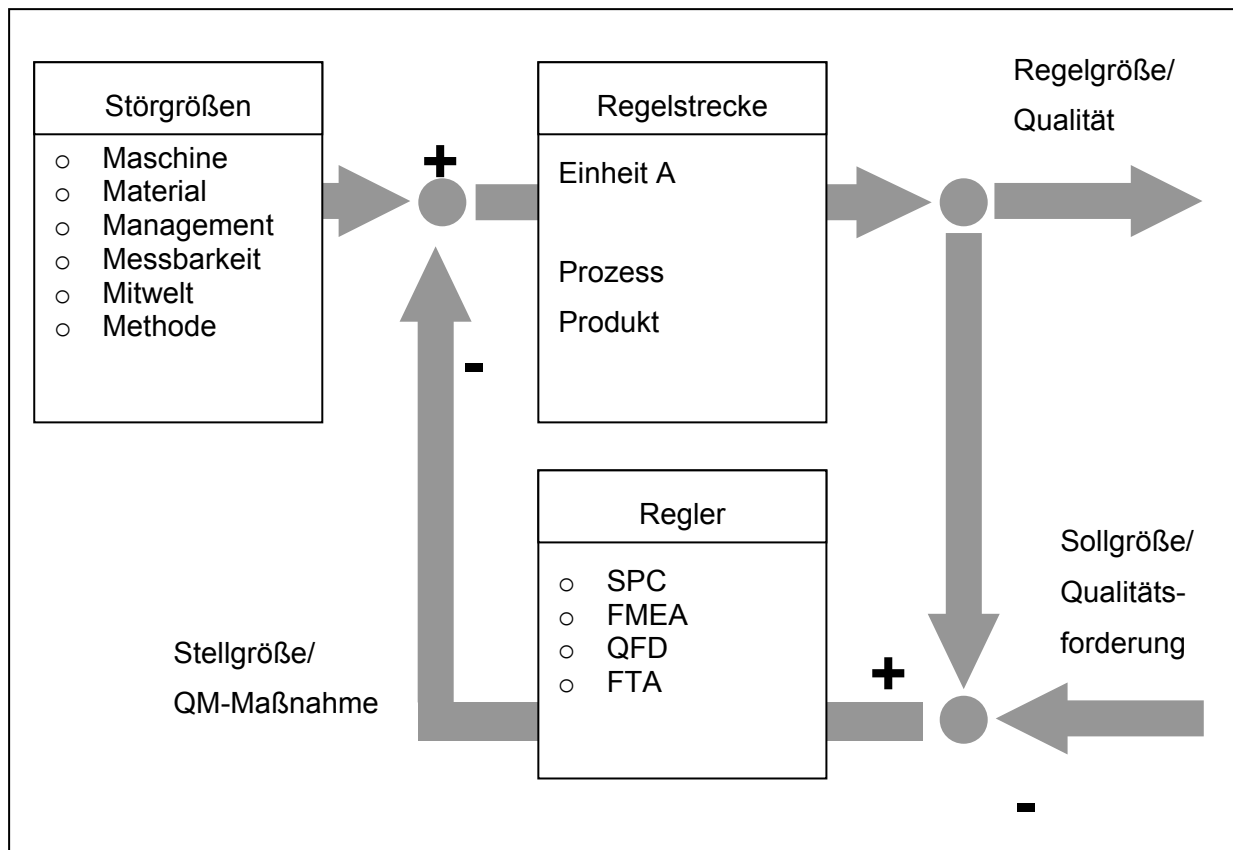 Störgrößen
o Maschine
o Material
o Management
o Messbarkeit
o Mitwelt
o Methode
+
-
Regelstrecke
Einheit A
Prozess
Produkt
Regelgröße/
Qualität
Regler
o SPC
o FMEA
o QFD
o FTA
Stellgröße/
QM-Maßnahme
+
-
Sollgröße/
Qualitäts-
forderung